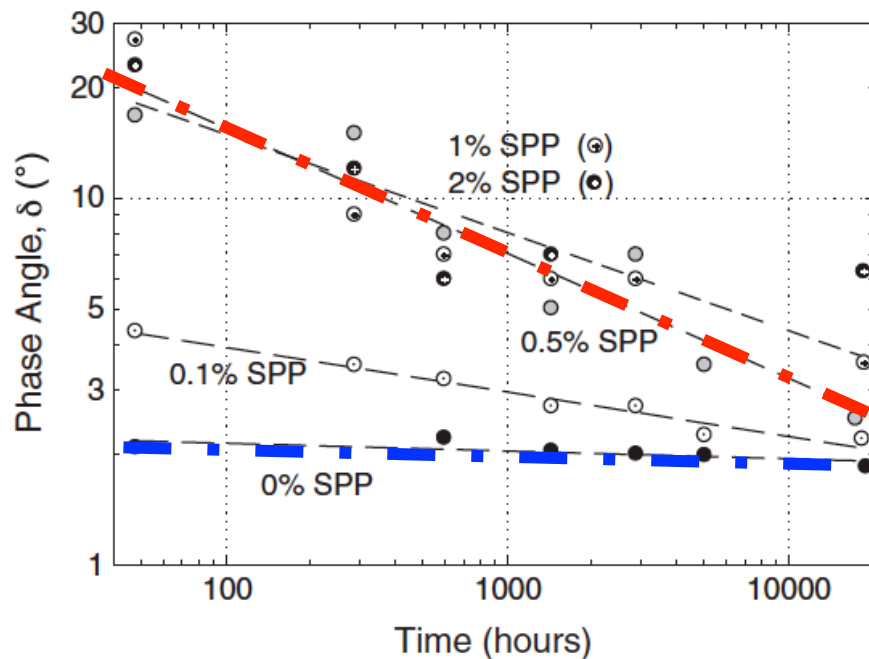 30
20
10
5
3
1
Phase Angle, δ (°)
1% SPP ( )
2% SPP ( )
0.5% SPP
0.1% SPP
0% SPP
100
1000
10000
Time (hours)